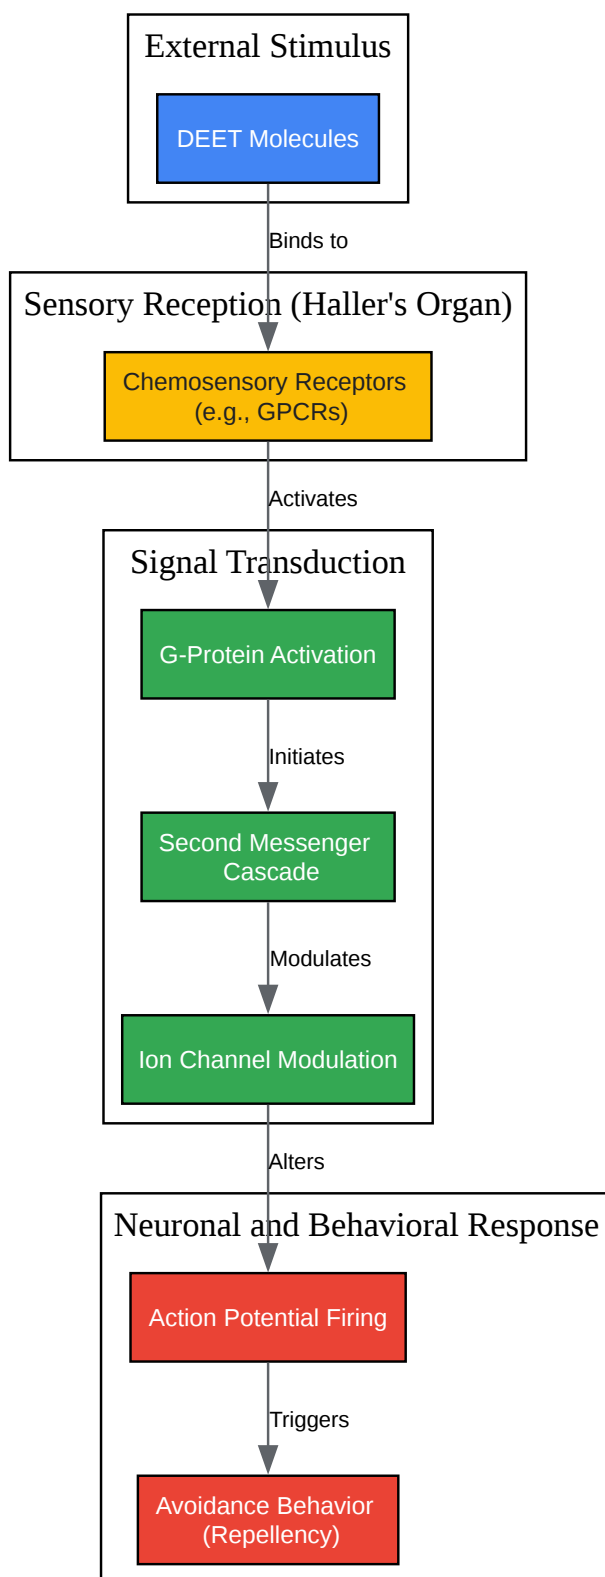 External Stimulus
DEET Molecules
Binds to
Sensory Reception (Haller's Organ)
Chemosensory Receptors
(e.g., GPCRs)
Activates
Signal Transduction
G-Protein Activation
Initiates
Second Messenger
Cascade
Modulates
Ion Channel Modulation
Alters
Neuronal and Behavioral Response
Action Potential Firing
Triggers
Avoidance Behavior
(Repellency)